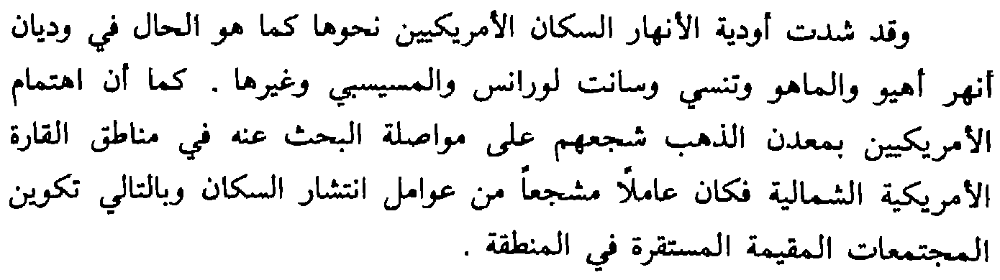 وقد شدت أودية الأنهار السكان الأمريكيين نحوها كما هو الحال في وديان
أنهر أهيو والماهو وتنسي وسانت لورانس والمسيسبي وغيرها . كما أن اهتمام
الأمريكيين بمعدن الذهب شجعهم على مواصلة البحث عنه في مناطق القارة
الأمريكية الشمالية فكان عاملًا مشجعاً من عوامل انتشار السكان وبالتالي تكوين
المجتمعات المقيمة المستقرة في المنطقة .